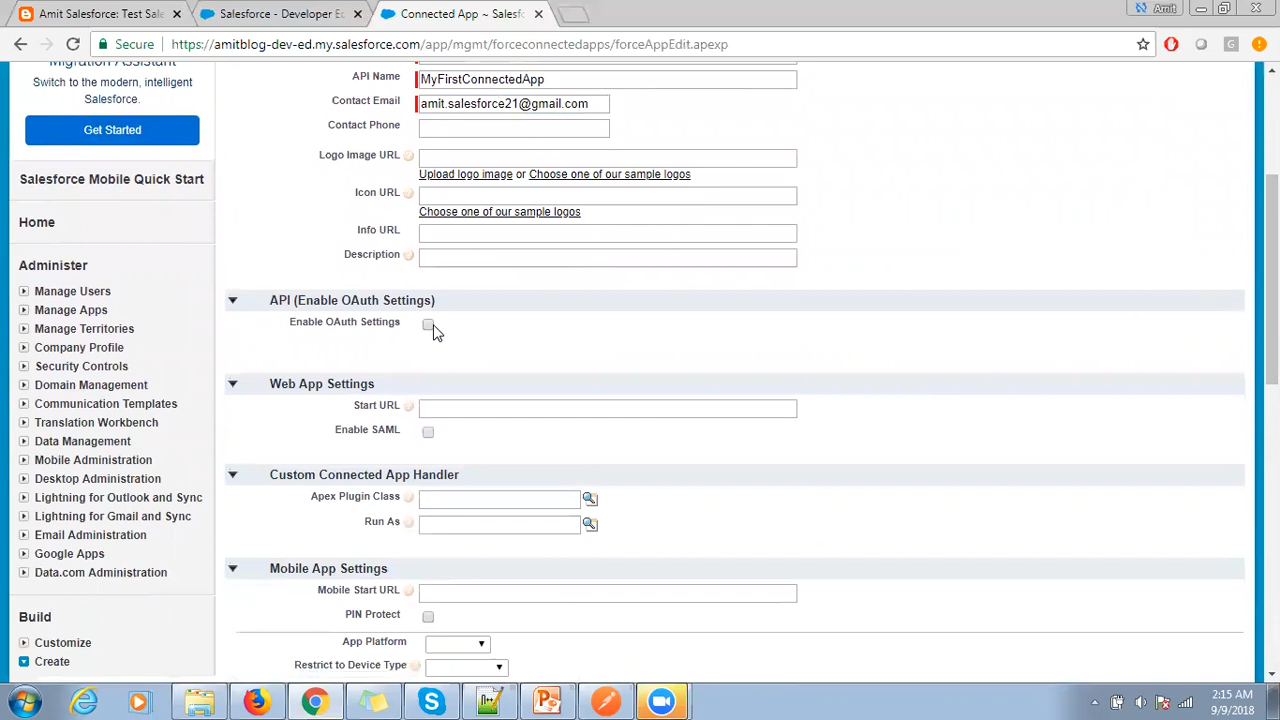 Amit Salesforce: Test Sal
Salesforce - Developer Ec
Connected App ~ Salesf
Amit
Secure
https://amitblog-dev-ed.my.salesforce.com/app/mgmt/forceconnectedapps/forceAppEdit.apexp
Migration Assistant
Switch to the modern, intelligent
Salesforce.
Get Started
Salesforce Mobile Quick Start
Home
Administer
Manage Users
Manage Apps
Manage Territories
Company Profile
Security Controls
Domain Management
Communication Templates
Translation Workbench
Data Management
Mobile Administration
Desktop Administration
Lightning for Outlook and Sync
Lightning for Gmail and Sync
Email Administration
Google Apps
Data.com Administration
Build
Customize
Create
API Name MyFirstConnectedApp
Contact Email amit.salesforce21@gmail.com
Contact Phone
Logo Image URL
Upload logo image or Choose one of our sample logos
Icon URL
Choose one of our sample logos
Info URL
Description
API (Enable OAuth Settings)
Enable OAuth Settings
Web App Settings
Start URL
Enable SAML
Custom Connected App Handler
Apex Plugin Class
Run As
Mobile App Settings
Mobile Start URL
PIN Protect
App Platform
Restrict to Device Type
2:15 AM
9/9/2018